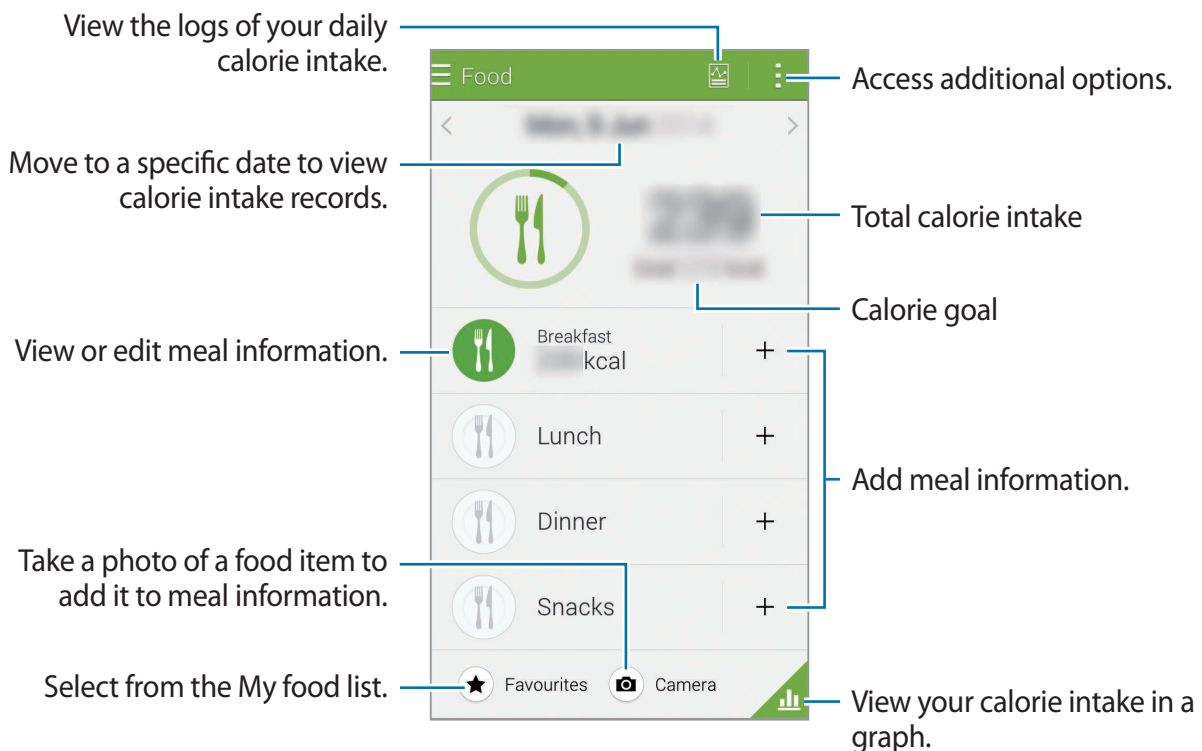 View the logs of your daily
calorie intake.
Food
Access additional options.
Move to a specific date to view
calorie intake records.
Total calorie intake
Calorie goal
View or edit meal information.
Breakfast
kcal
Lunch
Add meal information.
Dinner
Take a photo of a food item to
add it to meal information.
Snacks
Select from the My food list.
Favourites
Camera
View your calorie intake in a
graph.